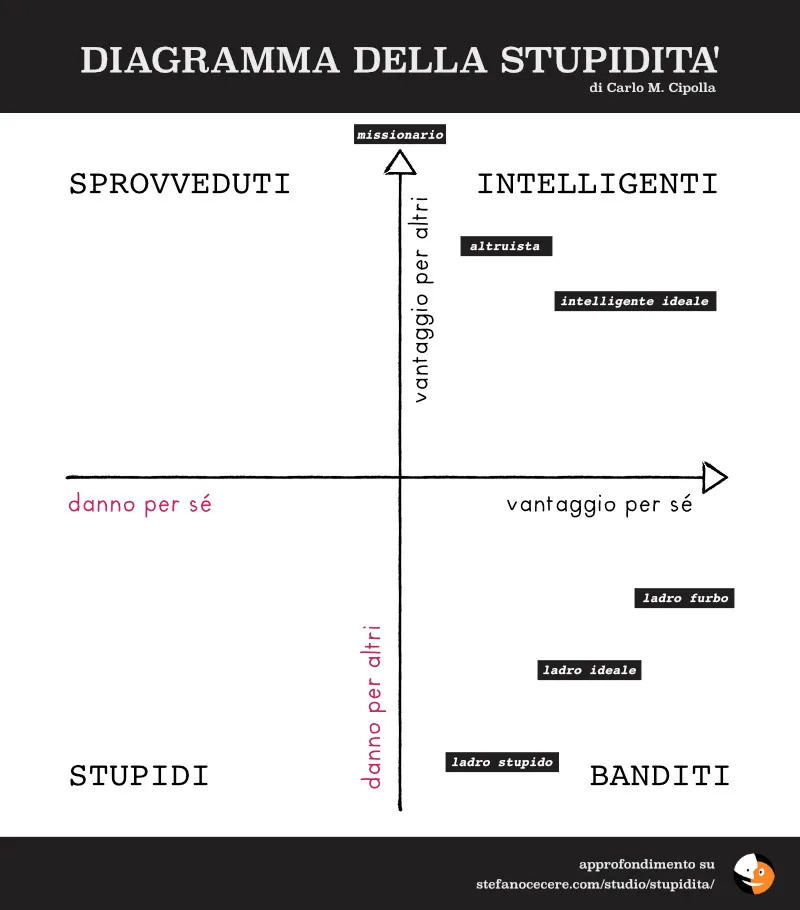 DIAGRAMMA DELLA STUPIDITA'
di Carlo M. Cipolla
missionario
SPROVVEDUTI
INTELLIGENTI
vantaggio per altri
altruista
intelligente ideale
danno per sé
vantaggio per sé
ladro furbo
danno per altri
ladro ideale
ladro stupido
STUPIDI
BANDITI
approfondimento su
stefanocecere.com/studio/stupidita/